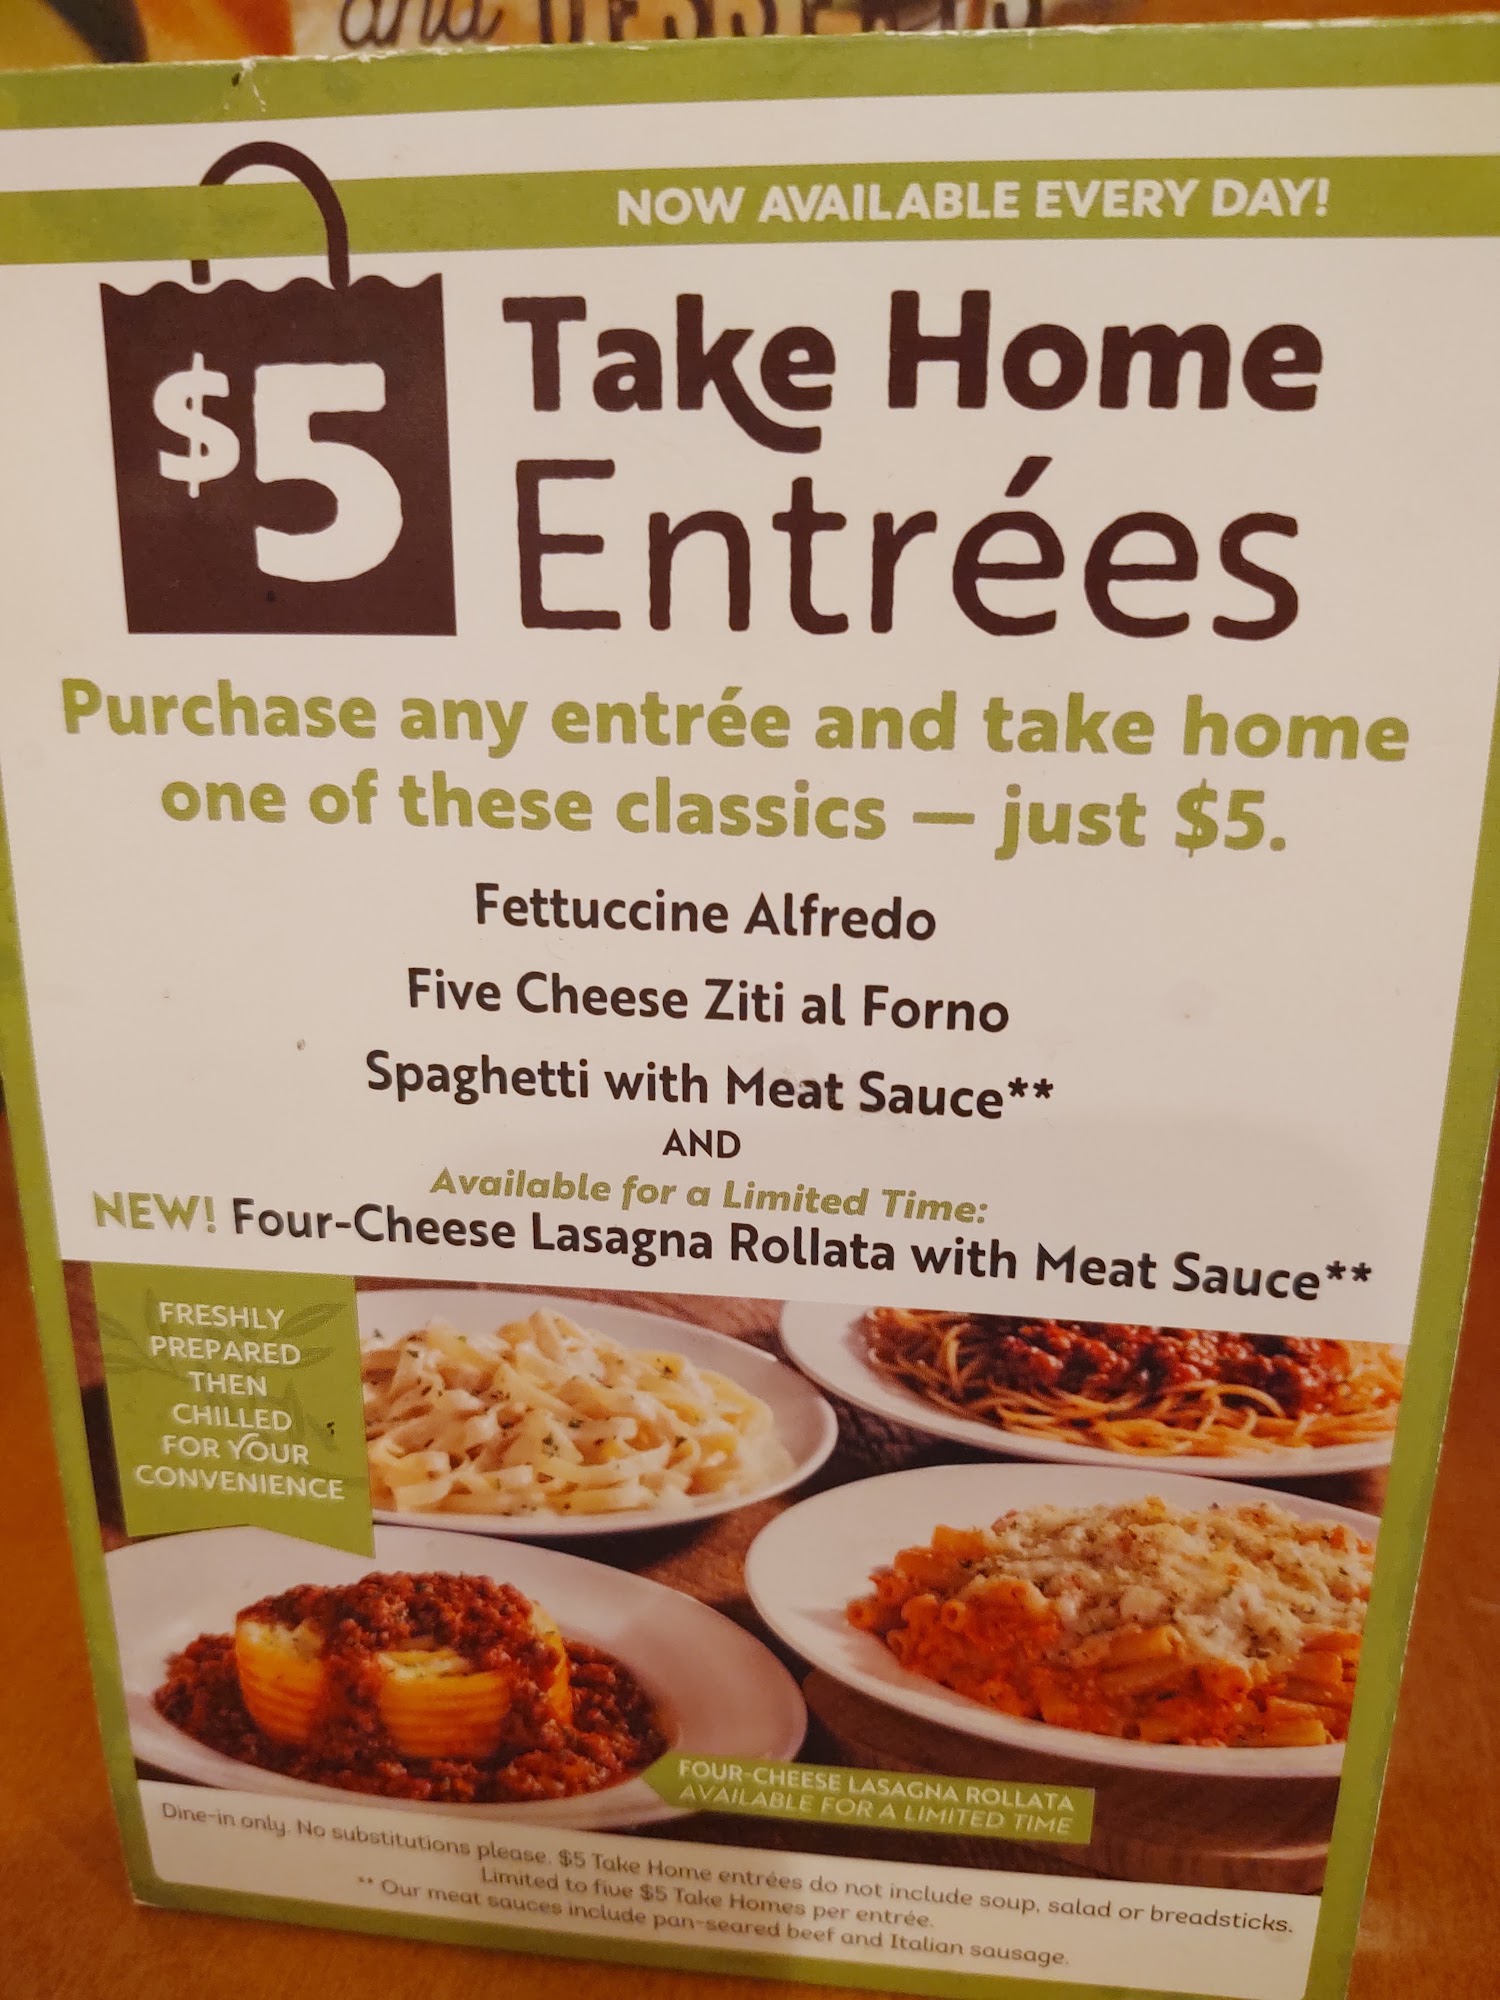 and
NOW AVAILABLE EVERY DAY!
$5
Take Home
Entrées
Purchase any entrée and take home
one of these classics — just $5.
Fettuccine Alfredo
Five Cheese Ziti al Forno
Spaghetti with Meat Sauce**
AND
Available for a Limited Time:
NEW! Four-Cheese Lasagna Rollata with Meat Sauce**
FRESHLY
PREPARED
THEN
CHILLED
FOR YOUR
CONVENIENCE
FOUR-CHEESE LASAGNA ROLLATA
AVAILABLE FOR A LIMITED TIME
Dine-in only. No substitutions please. $5 Take Home entrées do not include soup, salad or breadsticks.
Limited to five $5 Take Homes per entrée.
** Our meat sauces include pan-seared beef and Italian sausage.